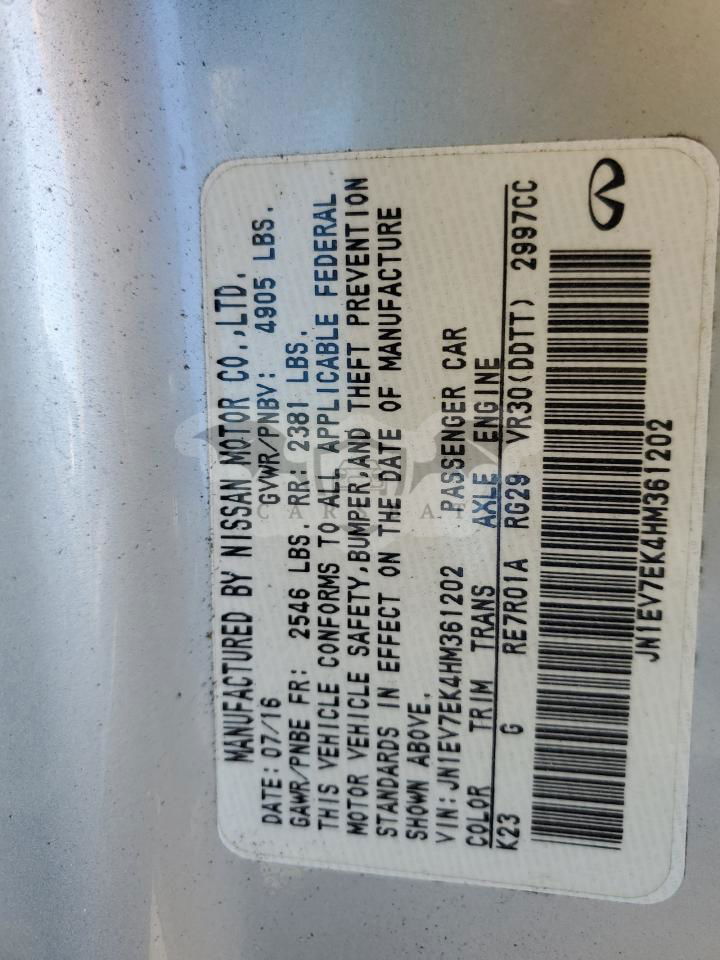 MANUFACTURED BY NISSAN MOTOR CO.,LTD.
DATE: 07/16 GVWR/PNBV: 4905 LBS.
GAWR/PNBE FR: 2546 LBS. RR: 2381 LBS.
THIS VEHICLE CONFORMS TO ALL APPLICABLE FEDERAL
MOTOR VEHICLE SAFETY,BUMPER,AND THEFT PREVENTION
STANDARDS IN EFFECT ON THE DATE OF MANUFACTURE
SHOWN ABOVE.
VIN:JN1EV7EK4HM361202 PASSENGER CAR
COLOR TRIM TRANS AXLE ENGINE
K23 G RE7R01A RG29 VR30(DDTT) 2997CC
JN1EV7EK4HM361202